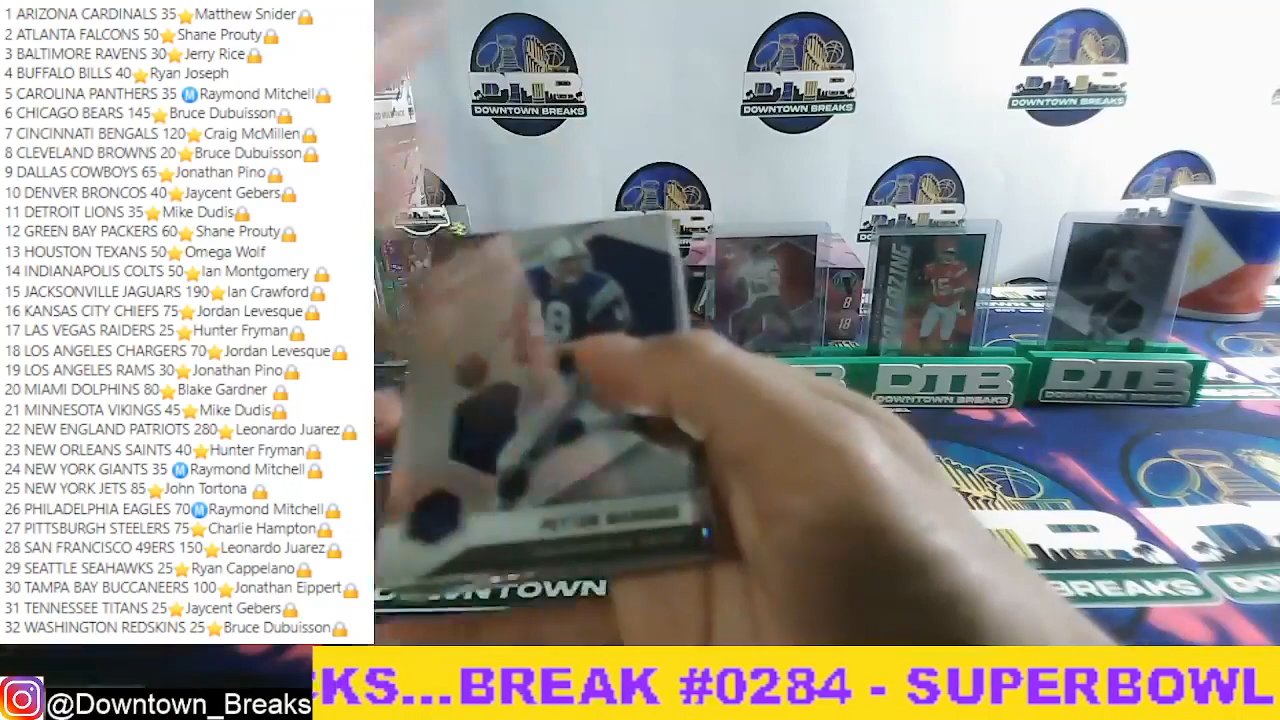 1 ARIZONA CARDINALS 35⭐Matthew Snider🔒
2 ATLANTA FALCONS 50⭐Shane Prouty🔒
3 BALTIMORE RAVENS 30⭐Jerry Rice🔒
4 BUFFALO BILLS 40⭐Ryan Joseph
5 CAROLINA PANTHERS 35 Ⓜ️Raymond Mitchell🔒
6 CHICAGO BEARS 145⭐Bruce Dubuisson🔒
7 CINCINNATI BENGALS 120⭐Craig McMillen🔒
8 CLEVELAND BROWNS 20⭐Bruce Dubuisson🔒
9 DALLAS COWBOYS 65⭐Jonathan Pino🔒
10 DENVER BRONCOS 40⭐Jaycent Gebers🔒
11 DETROIT LIONS 35⭐Mike Dudis🔒
12 GREEN BAY PACKERS 60⭐Shane Prouty🔒
13 HOUSTON TEXANS 50⭐Omega Wolf
14 INDIANAPOLIS COLTS 50⭐Ian Montgomery 🔒
15 JACKSONVILLE JAGUARS 190⭐Ian Crawford🔒
16 KANSAS CITY CHIEFS 75⭐Jordan Levesque🔒
17 LAS VEGAS RAIDERS 25⭐Hunter Fryman🔒
18 LOS ANGELES CHARGERS 70⭐Jordan Levesque🔒
19 LOS ANGELES RAMS 30⭐Jonathan Pino🔒
20 MIAMI DOLPHINS 80⭐Blake Gardner 🔒
21 MINNESOTA VIKINGS 45⭐Mike Dudis🔒
22 NEW ENGLAND PATRIOTS 280⭐Leonardo Juarez🔒
23 NEW ORLEANS SAINTS 40⭐Hunter Fryman🔒
24 NEW YORK GIANTS 35 Ⓜ️Raymond Mitchell🔒
25 NEW YORK JETS 85⭐John Tortona 🔒
26 PHILADELPHIA EAGLES 70Ⓜ️Raymond Mitchell🔒
27 PITTSBURGH STEELERS 75⭐Charlie Hampton🔒
28 SAN FRANCISCO 49ERS 150⭐Leonardo Juarez🔒
29 SEATTLE SEAHAWKS 25⭐Ryan Cappelano🔒
30 TAMPA BAY BUCCANEERS 100⭐Jonathan Eippert🔒
31 TENNESSEE TITANS 25⭐Jaycent Gebers🔒
32 WASHINGTON REDSKINS 25⭐Bruce Dubuisson🔒
DTB
DOWNTOWN BREAKS
DTB
DOWNTOWN BREAKS
DTB
DOWNTOWN BREAKS
15
8
18
DTB
DOWNTOWN BREAKS
DTB
DOWNTOWN BREAKS
DOWNTOWN
BREAKS
@Downtown_Breaks
KS...BREAK #0284 - SUPERBOWL